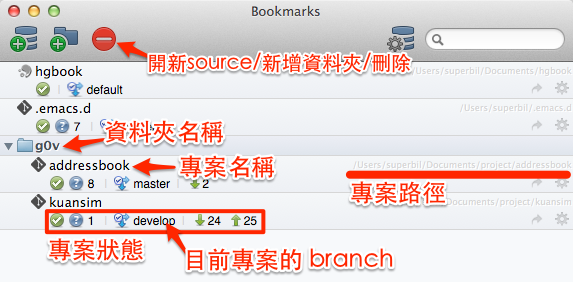 Bookmarks
開新source/新增資料夾/刪除
hgbook
/Users/superbil/Documents/hgbook
default
.emacs.d
/Users/superbil/.emacs.d
7
資料夾名稱
g0v
addressbook
專案名稱
/Users/superbil/Documents/project/addressbook
8 master 2
專案路徑
kuansim
/Users/superbil/Documents/project/kuansim
1 develop 24 25
專案狀態
目前專案的 branch